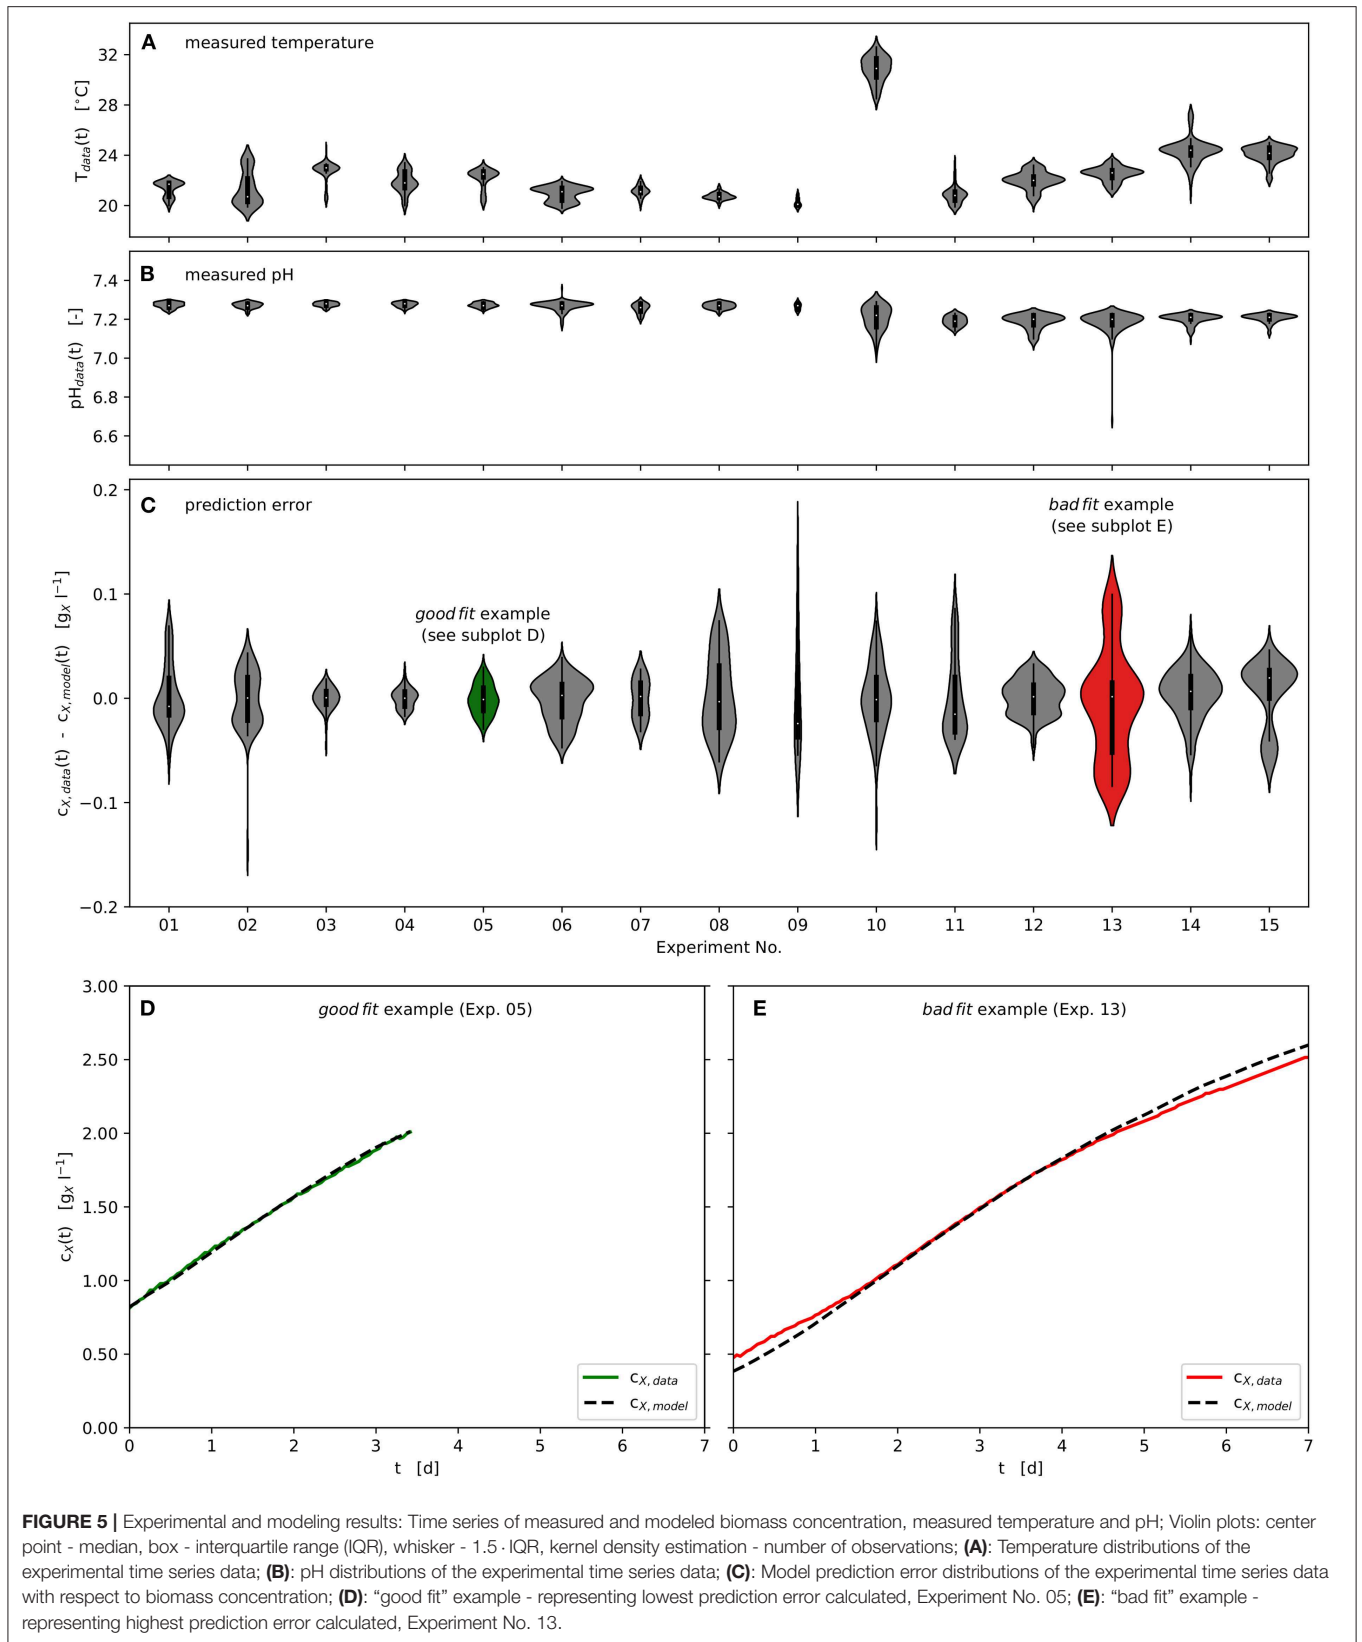 A measured temperature
32
28
24
20
T_data(t) [°C]
B measured pH
7.4
7.2
7.0
6.8
6.6
pH_data(t) [-]
C prediction error
good fit example
(see subplot D)
bad fit example
(see subplot E)
0.2
0.1
0.0
−0.1
−0.2
c_X,data(t) - c_X,model(t) [g_X l⁻¹]
01 02 03 04 05 06 07 08 09 10 11 12 13 14 15
Experiment No.
D good fit example (Exp. 05)
3.00
2.50
2.00
1.50
1.00
0.50
0.00
c_X(t) [g_X l⁻¹]
c_X,data
c_X,model
0 1 2 3 4 5 6 7
t [d]
E bad fit example (Exp. 13)
c_X,data
c_X,model
0 1 2 3 4 5 6 7
t [d]
FIGURE 5 | Experimental and modeling results: Time series of measured and modeled biomass concentration, measured temperature and pH; Violin plots: center
point - median, box - interquartile range (IQR), whisker - 1.5 · IQR, kernel density estimation - number of observations; (A): Temperature distributions of the
experimental time series data; (B): pH distributions of the experimental time series data; (C): Model prediction error distributions of the experimental time series data
with respect to biomass concentration; (D): “good fit” example - representing lowest prediction error calculated, Experiment No. 05; (E): “bad fit” example -
representing highest prediction error calculated, Experiment No. 13.